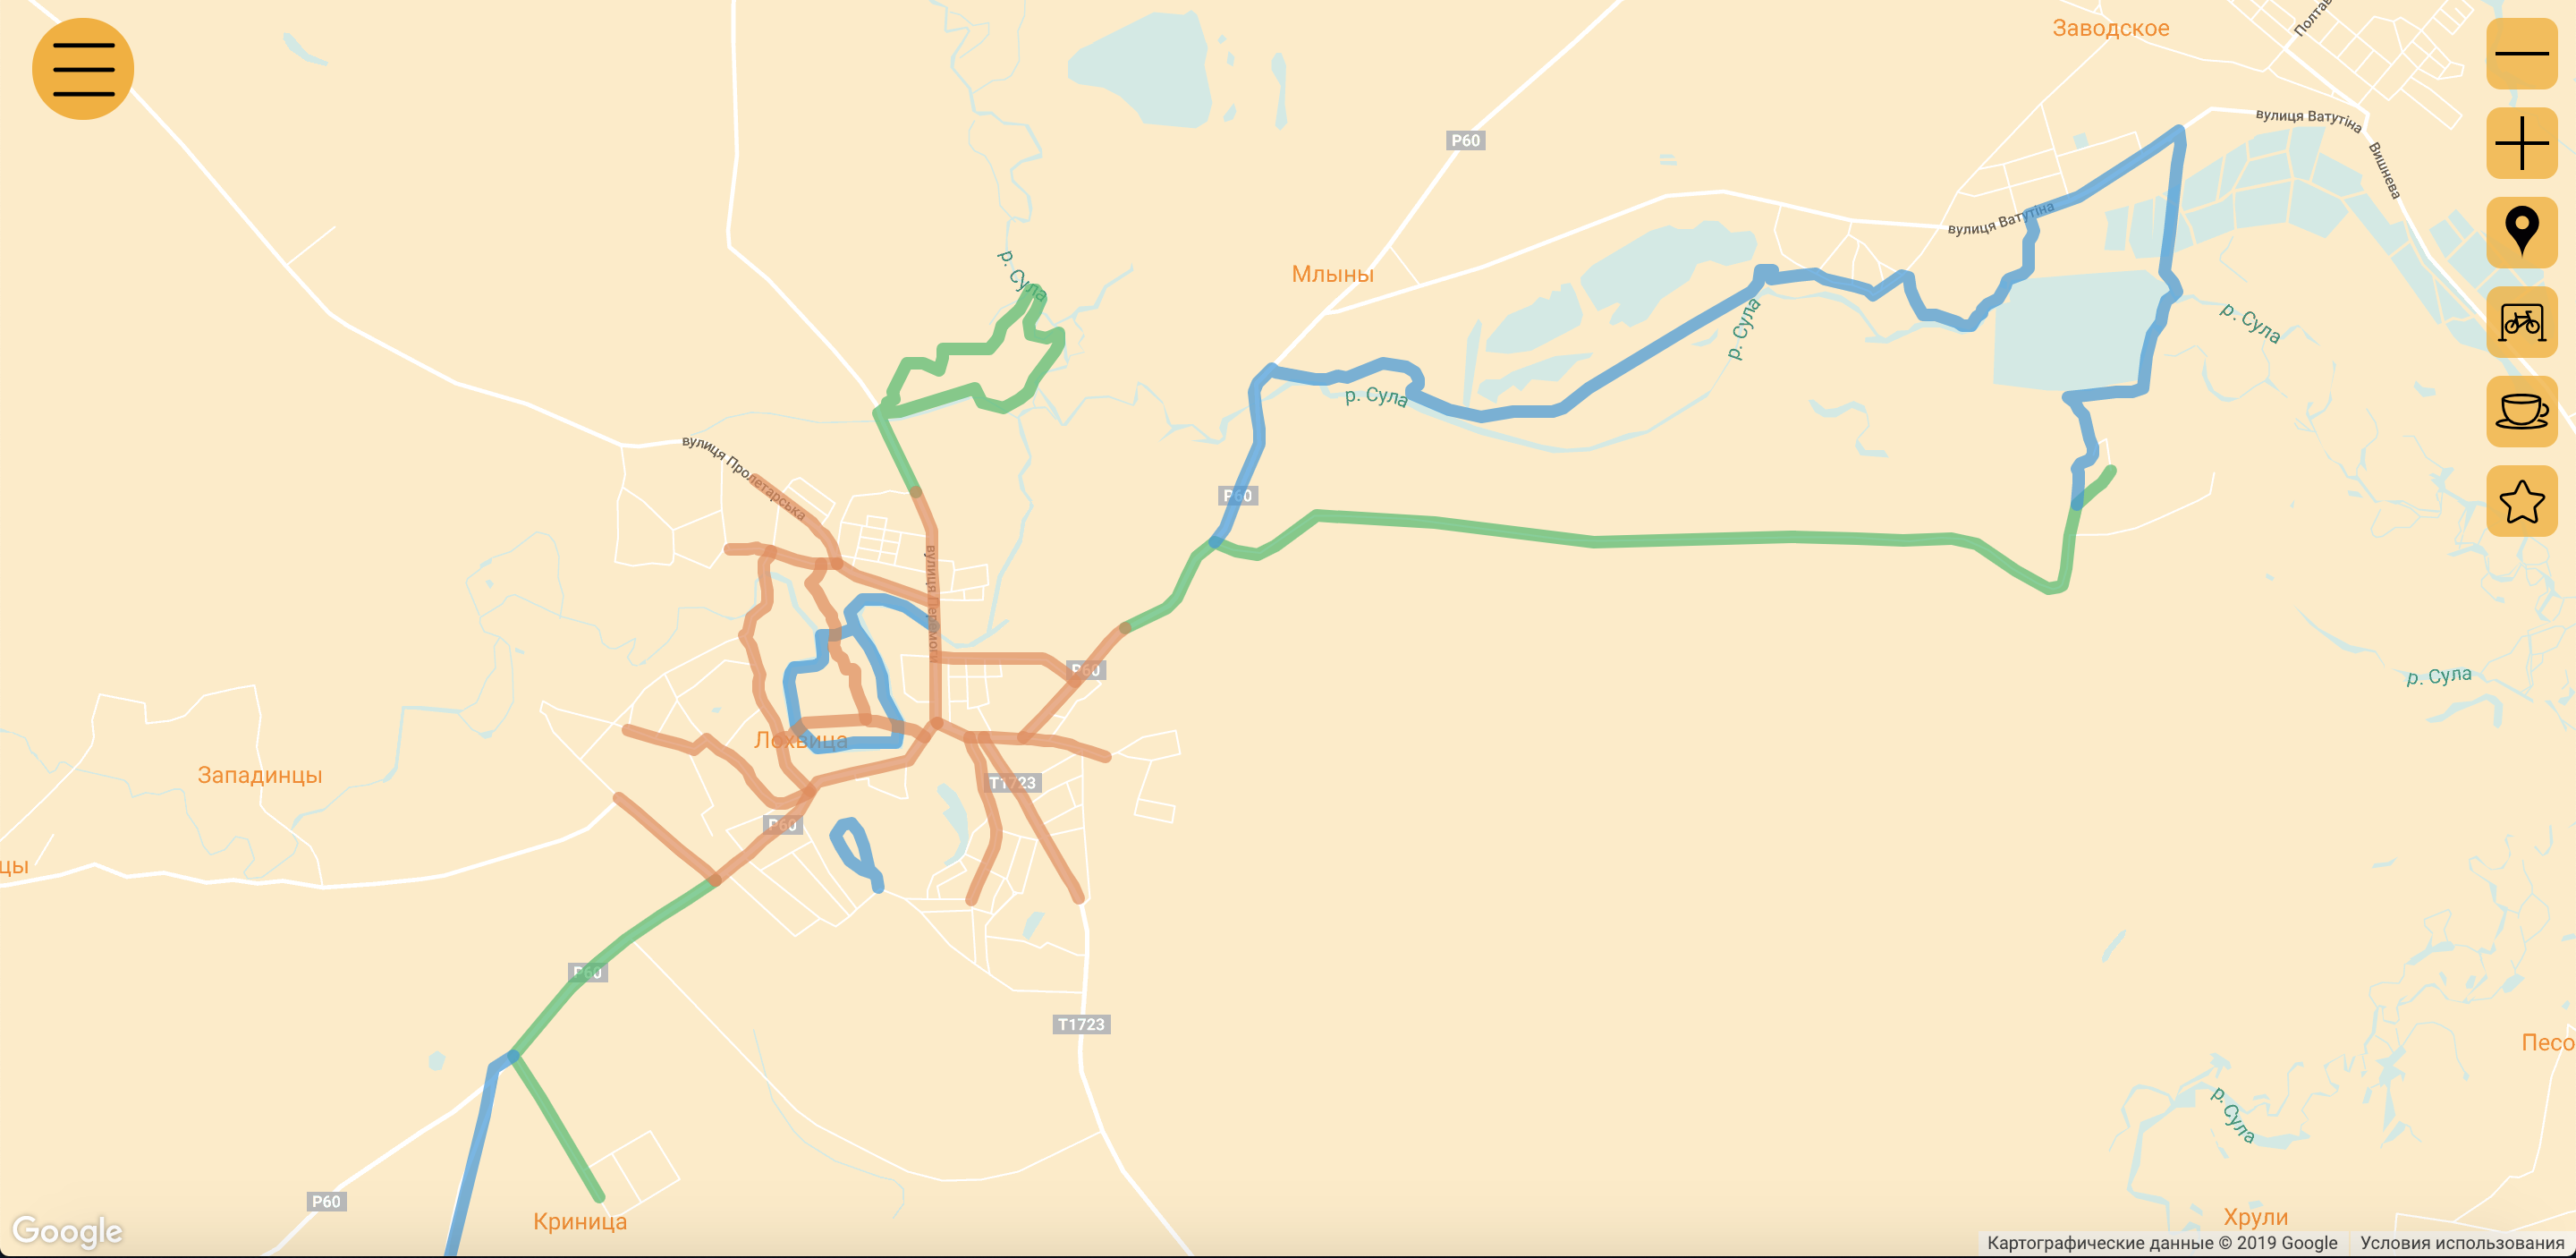 Заводское
Полтав
вулиця Ватутіна
P60
Вишнева
вулиця Ватутіна
р. Сула
Млыны
р. Сула
р. Сула
р. Сула
вулиця Пролетарська
P60
вулиця Перемоги
P60
р. Сула
Лохвица
Западинцы
T1723
P60
цы
P60
T1723
Песо
р. Сула
P60
Криница
Хрули
Google
Картографические данные © 2019 Google
Условия использования